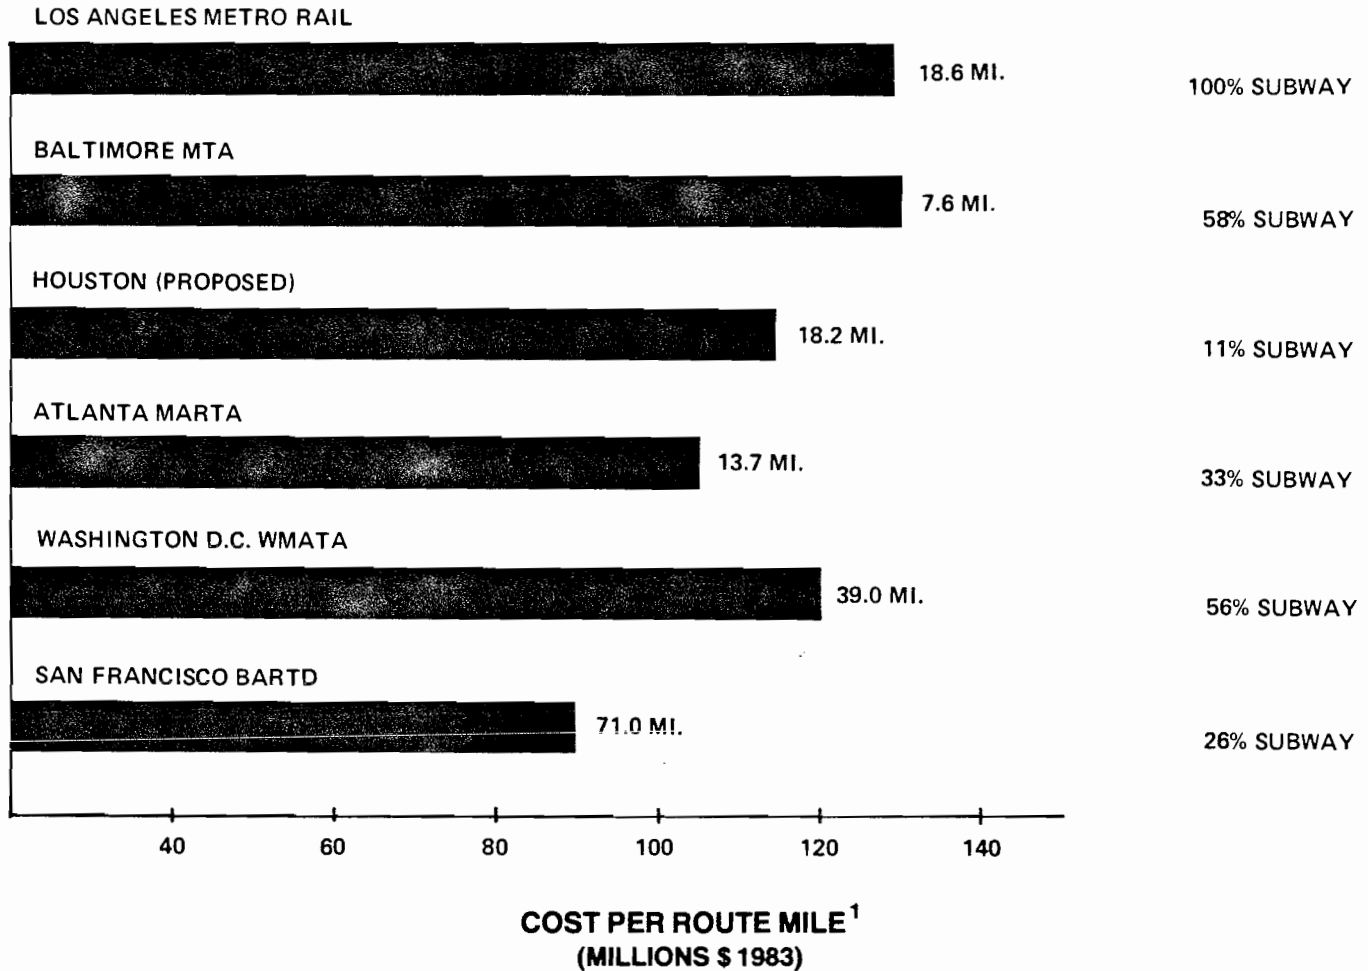 LOS ANGELES METRO RAIL
18.6 MI.
100% SUBWAY
BALTIMORE MTA
7.6 MI.
58% SUBWAY
HOUSTON (PROPOSED)
18.2 MI.
11% SUBWAY
ATLANTA MARTA
13.7 MI.
33% SUBWAY
WASHINGTON D.C. WMATA
39.0 MI.
56% SUBWAY
SAN FRANCISCO BARTD
71.0 MI.
26% SUBWAY
40 60 80 100 120 140
COST PER ROUTE MILE¹
(MILLIONS $ 1983)